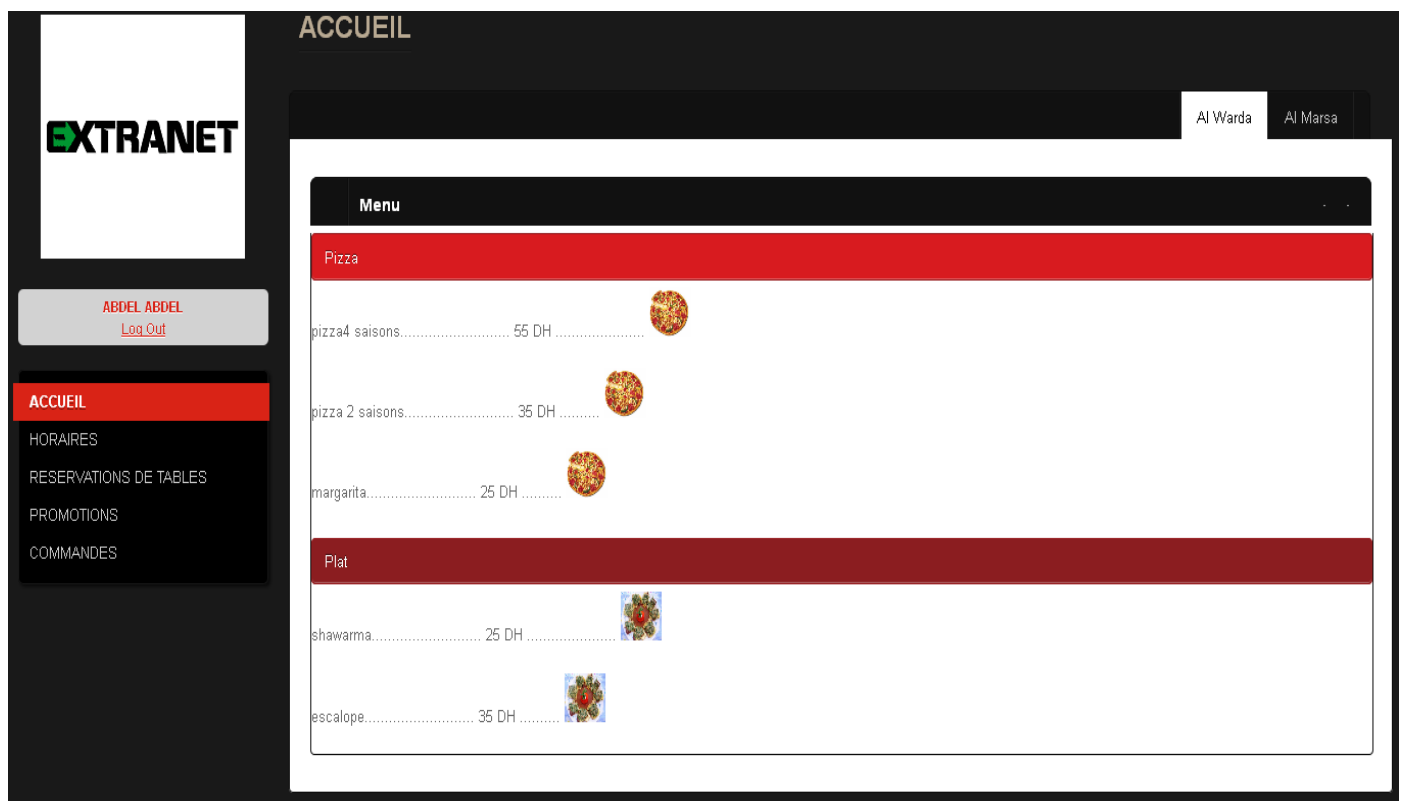 ACCUEIL
EXTRANET
Al Warda
Al Marsa
Menu
Pizza
pizza4 saisons........................... 55 DH ......................
pizza 2 saisons........................... 35 DH ..........
margarita........................... 25 DH ..........
Plat
shawarma........................... 25 DH ......................
escalope........................... 35 DH ..........
ABDEL ABDEL
Log Out
ACCUEIL
HORAIRES
RESERVATIONS DE TABLES
PROMOTIONS
COMMANDES